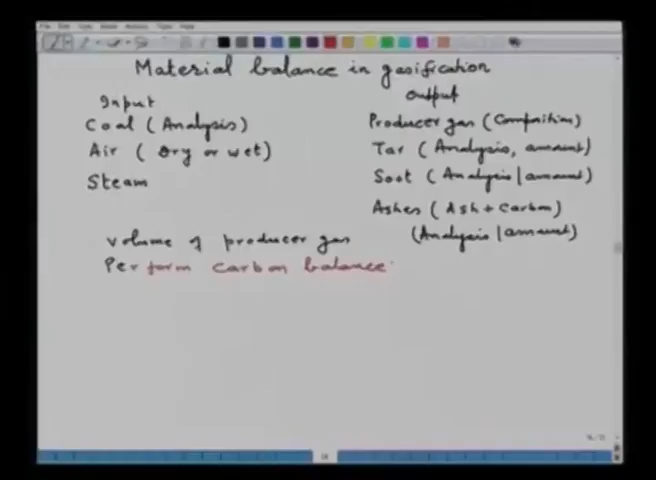 Material balance in gasification
Input
Output
Coal (Analysis)
Producer gas (Composition)
Air ( Dry or wet)
Tar (Analysis, amount)
Steam
Soot (Analysis | amount)
Ashes (Ash + Carbon)
Volume of producer gas
(Analysis | amount)
Perform Carbon balance